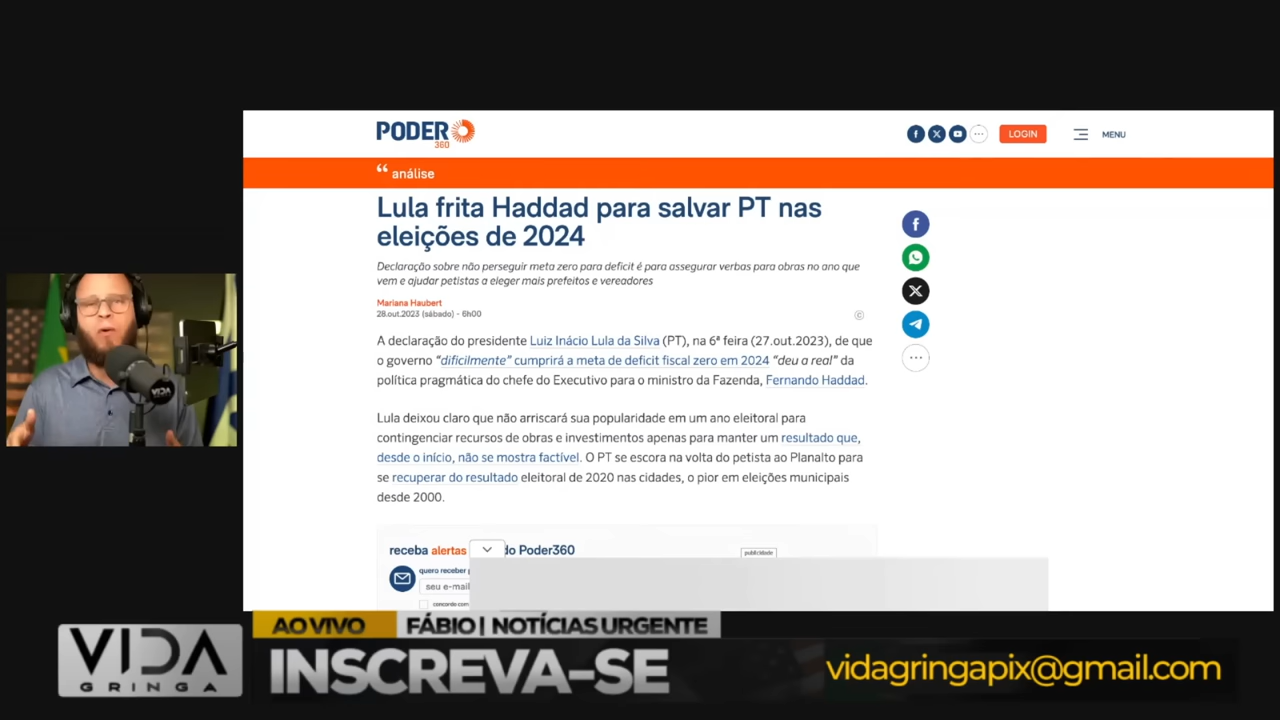 PODER
360
LOGIN
MENU
“ análise
Lula frita Haddad para salvar PT nas
eleições de 2024
Declaração sobre não perseguir meta zero para deficit é para assegurar verbas para obras no ano que
vem e ajudar petistas a eleger mais prefeitos e vereadores
Mariana Haubert
28.out.2023 (sábado) - 6h00
A declaração do presidente Luiz Inácio Lula da Silva (PT), na 6ª feira (27.out.2023), de que
o governo “dificilmente” cumprirá a meta de deficit fiscal zero em 2024 “deu a real” da
política pragmática do chefe do Executivo para o ministro da Fazenda, Fernando Haddad.
Lula deixou claro que não arriscará sua popularidade em um ano eleitoral para
contingenciar recursos de obras e investimentos apenas para manter um resultado que,
desde o início, não se mostra factível. O PT se escora na volta do petista ao Planalto para
se recuperar do resultado eleitoral de 2020 nas cidades, o pior em eleições municipais
desde 2000.
receba alertas do Poder360
publicidade
quero receber
seu e-mail
concordo com
VIDA
AO VIVO FÁBIO | NOTÍCIAS URGENTE
VIDA
GRINGA
INSCREVA-SE
vidagringapix@gmail.com